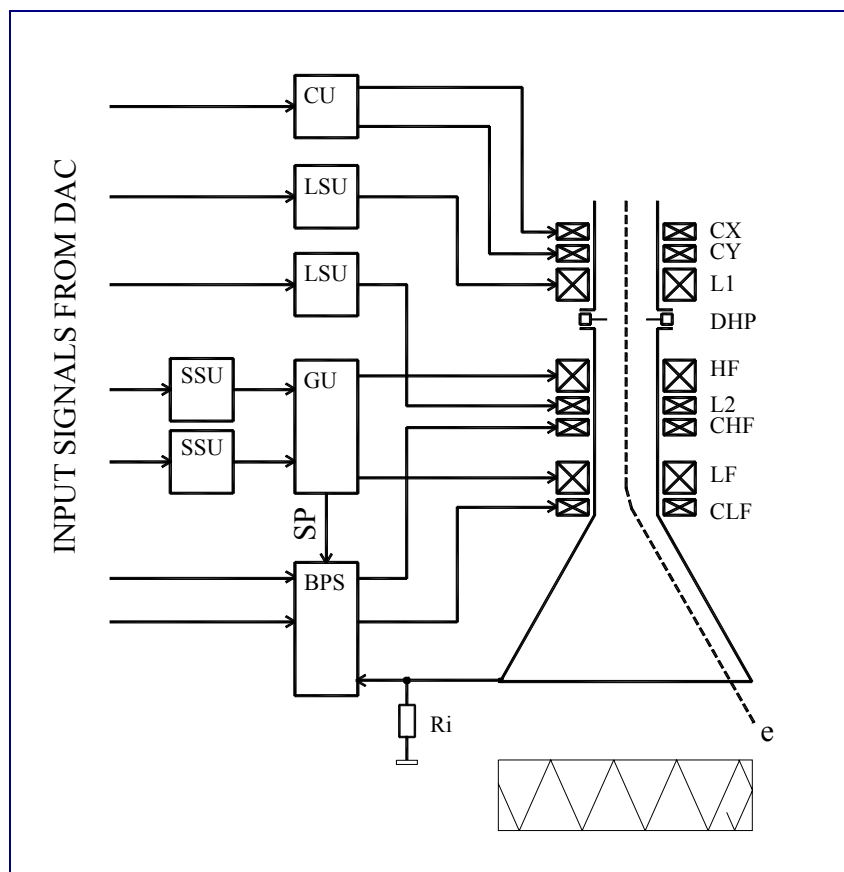 INPUT SIGNALS FROM DAC
CU
LSU
LSU
SSU
GU
SSU
SP
BPS
Ri
CX
CY
L1
DHP
HF
L2
CHF
LF
CLF
e